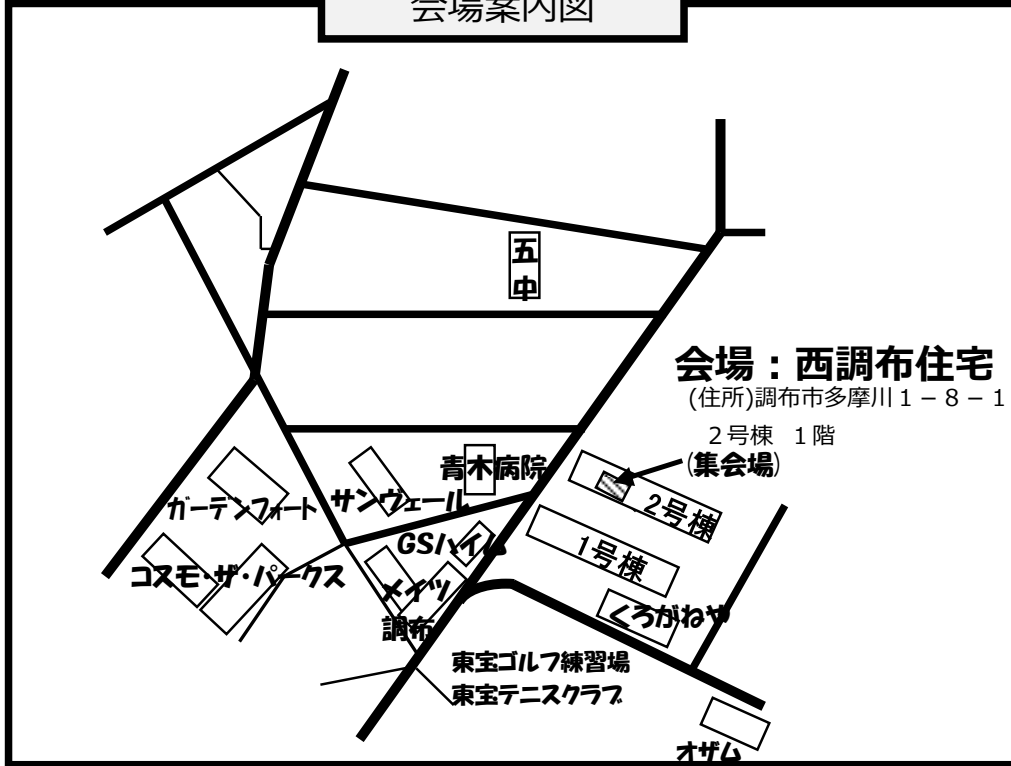 会場案内図
五
中
会場：西調布住宅
(住所)調布市多摩川１－８－１
２号棟 １階
(集会場)
青木病院
サンヴェール
ガーデンフォート
2号棟
GSハイム
1号棟
コスモ・ザ・パークス
メイツ
調布
くろがねや
東宝ゴルフ練習場
東宝テニスクラブ
オザム